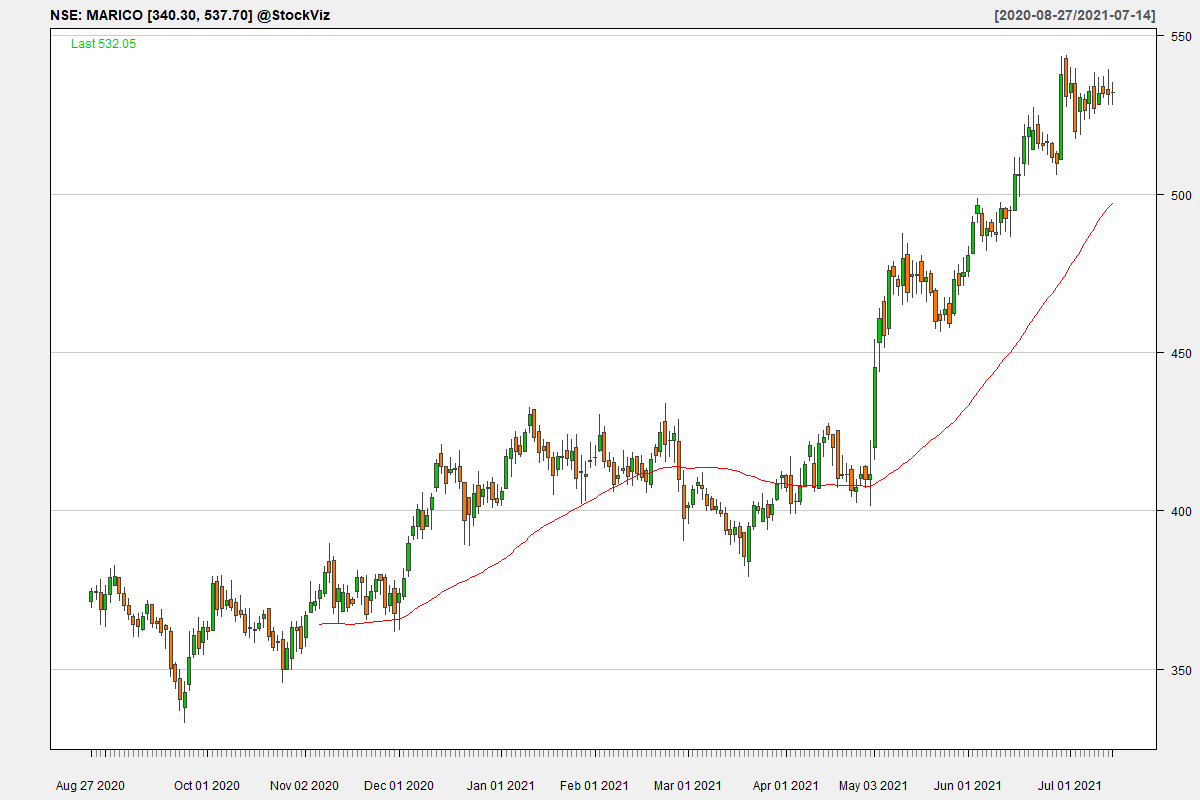 NSE: MARICO [340.30, 537.70] @StockViz
[2020-08-27/2021-07-14]
Last 532.05
550
500
450
400
350
Aug 27 2020
Oct 01 2020
Nov 02 2020
Dec 01 2020
Jan 01 2021
Feb 01 2021
Mar 01 2021
Apr 01 2021
May 03 2021
Jun 01 2021
Jul 01 2021